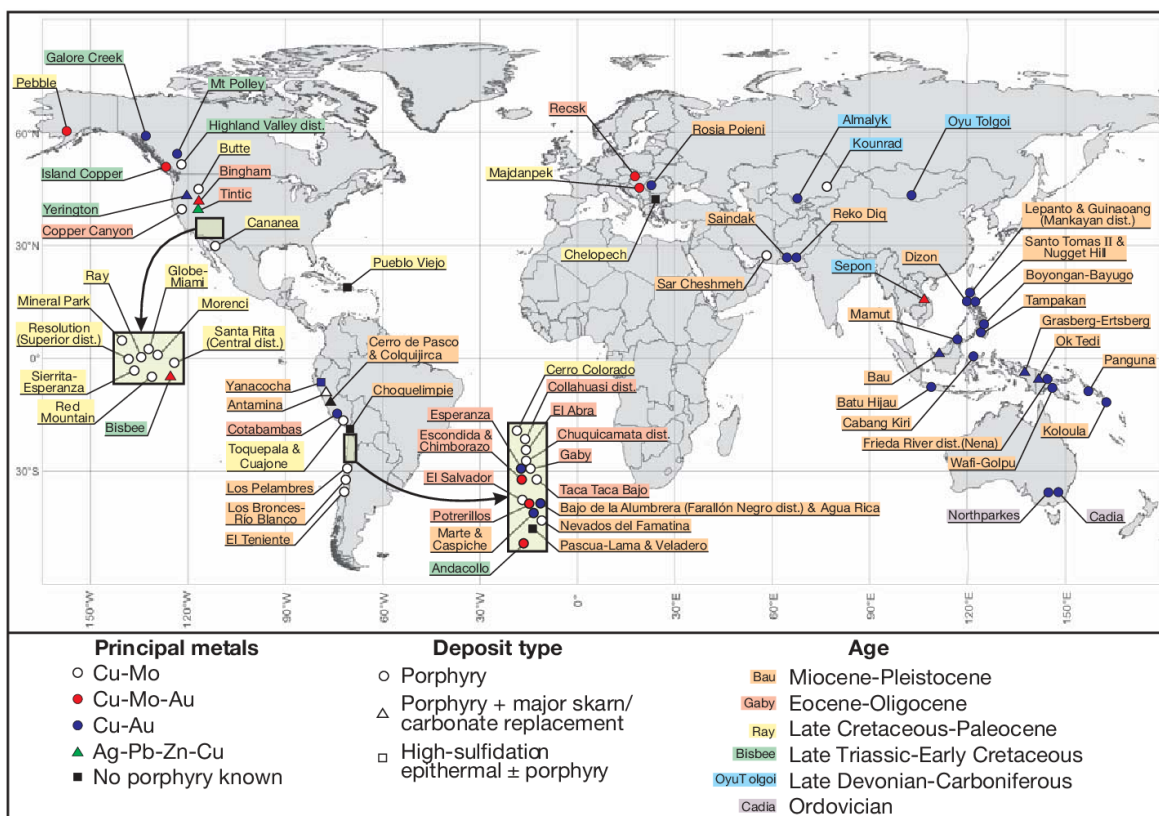 Galore Creek
Pebble
Mt Polley
Highland Valley dist.
Butte
Bingham
Island Copper
Tintic
Yerington
Copper Canyon
Cananea
Pueblo Viejo
Ray
Globe-
Miami
Mineral Park
Morenci
Resolution
(Superior dist.)
Santa Rita
(Central dist.)
Sierrita-
Esperanza
Red
Mountain
Bisbee
Cerro de Pasco
& Colquijirca
Yanacocha
Choquelimpie
Antamina
Cotabambas
Toquepala &
Cuajone
Los Pelambres
Los Bronces-
Río Blanco
El Teniente
Cerro Colorado
Collahuasi dist.
Esperanza
El Abra
Escondida &
Chimborazo
Chuquicamata dist.
Gaby
El Salvador
Taca Taca Bajo
Potrerillos
Bajo de la Alumbrera (Farallón Negro dist.) & Agua Rica
Marte &
Caspiche
Nevados del Famatina
Pascua-Lama & Veladero
Andacollo
Recsk
Rosia Poieni
Majdanpek
Chelopech
Almalyk
Kounrad
Oyu Tolgoi
Saindak
Reko Diq
Sar Cheshmeh
Sepon
Dizon
Lepanto & Guinaoang
(Mankayan dist.)
Santo Tomas II &
Nugget Hill
Boyongan-Bayugo
Tampakan
Mamut
Grasberg-Ertsberg
Ok Tedi
Panguna
Bau
Batu Hijau
Cabang Kiri
Koloula
Frieda River dist.(Nena)
Wafi-Golpu
Northparkes
Cadia
60°N
30°N
0°
30°S
150°W
120°W
90°W
60°W
30°W
0°
30°E
60°E
90°E
120°E
150°E
Principal metals
Cu-Mo
Cu-Mo-Au
Cu-Au
Ag-Pb-Zn-Cu
No porphyry known
Deposit type
Porphyry
Porphyry + major skarn/
carbonate replacement
High-sulfidation
epithermal ± porphyry
Age
Bau Miocene-Pleistocene
Gaby Eocene-Oligocene
Ray Late Cretaceous-Paleocene
Bisbee Late Triassic-Early Cretaceous
OyuT olgoi Late Devonian-Carboniferous
Cadia Ordovician